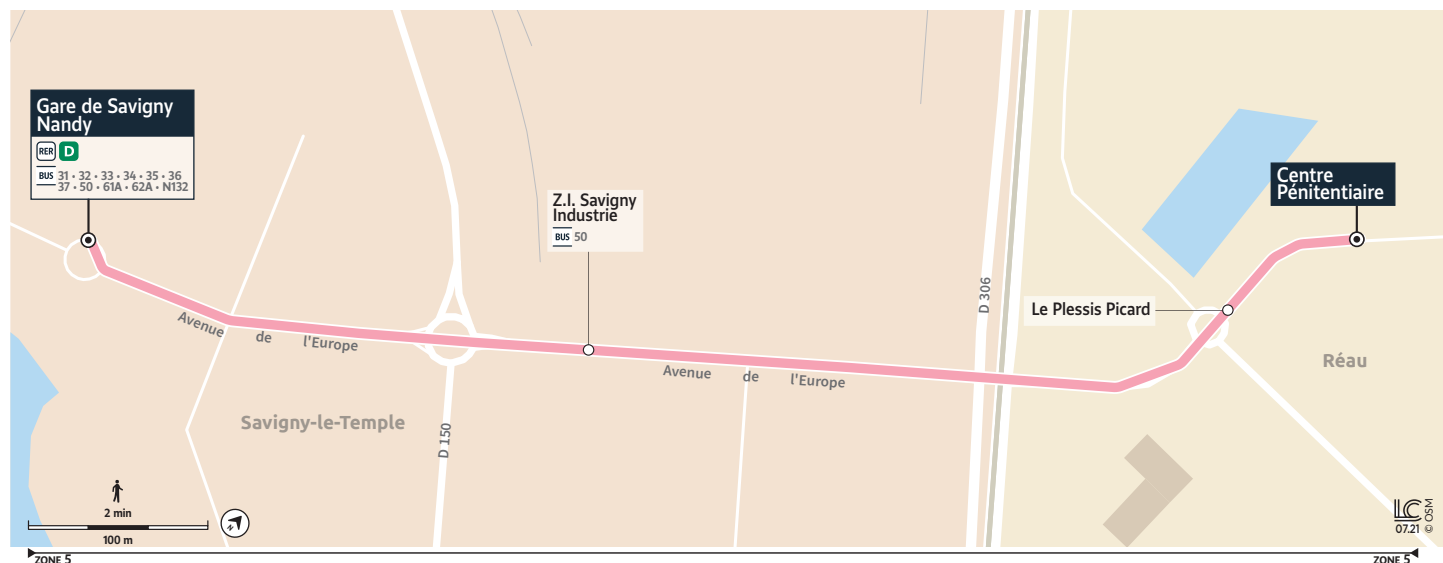 Gare de Savigny
Nandy
RER D
BUS 31 • 32 • 33 • 34 • 35 • 36
37 • 50 • 61A • 62A • N132
Z.I. Savigny
Industrie
BUS 50
Centre
Pénitentiaire
Le Plessis Picard
D 306
Réau
Avenue de l'Europe
Avenue de l'Europe
Savigny-le-Temple
D 150
2 min
100 m
N
LC
07.21
© OSM
ZONE 5
ZONE 5